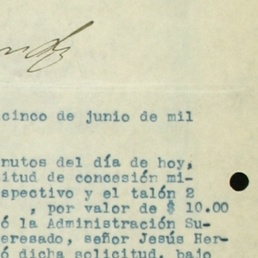 cinco de junio de mil
nutos del día de hoy,
itud de concesión mi-
spectivo y el talón 2
, por valor de $ 10.00
ó la Administración Su-
eresado, señor Jesús Her-
ó dicha solicitud, bajo